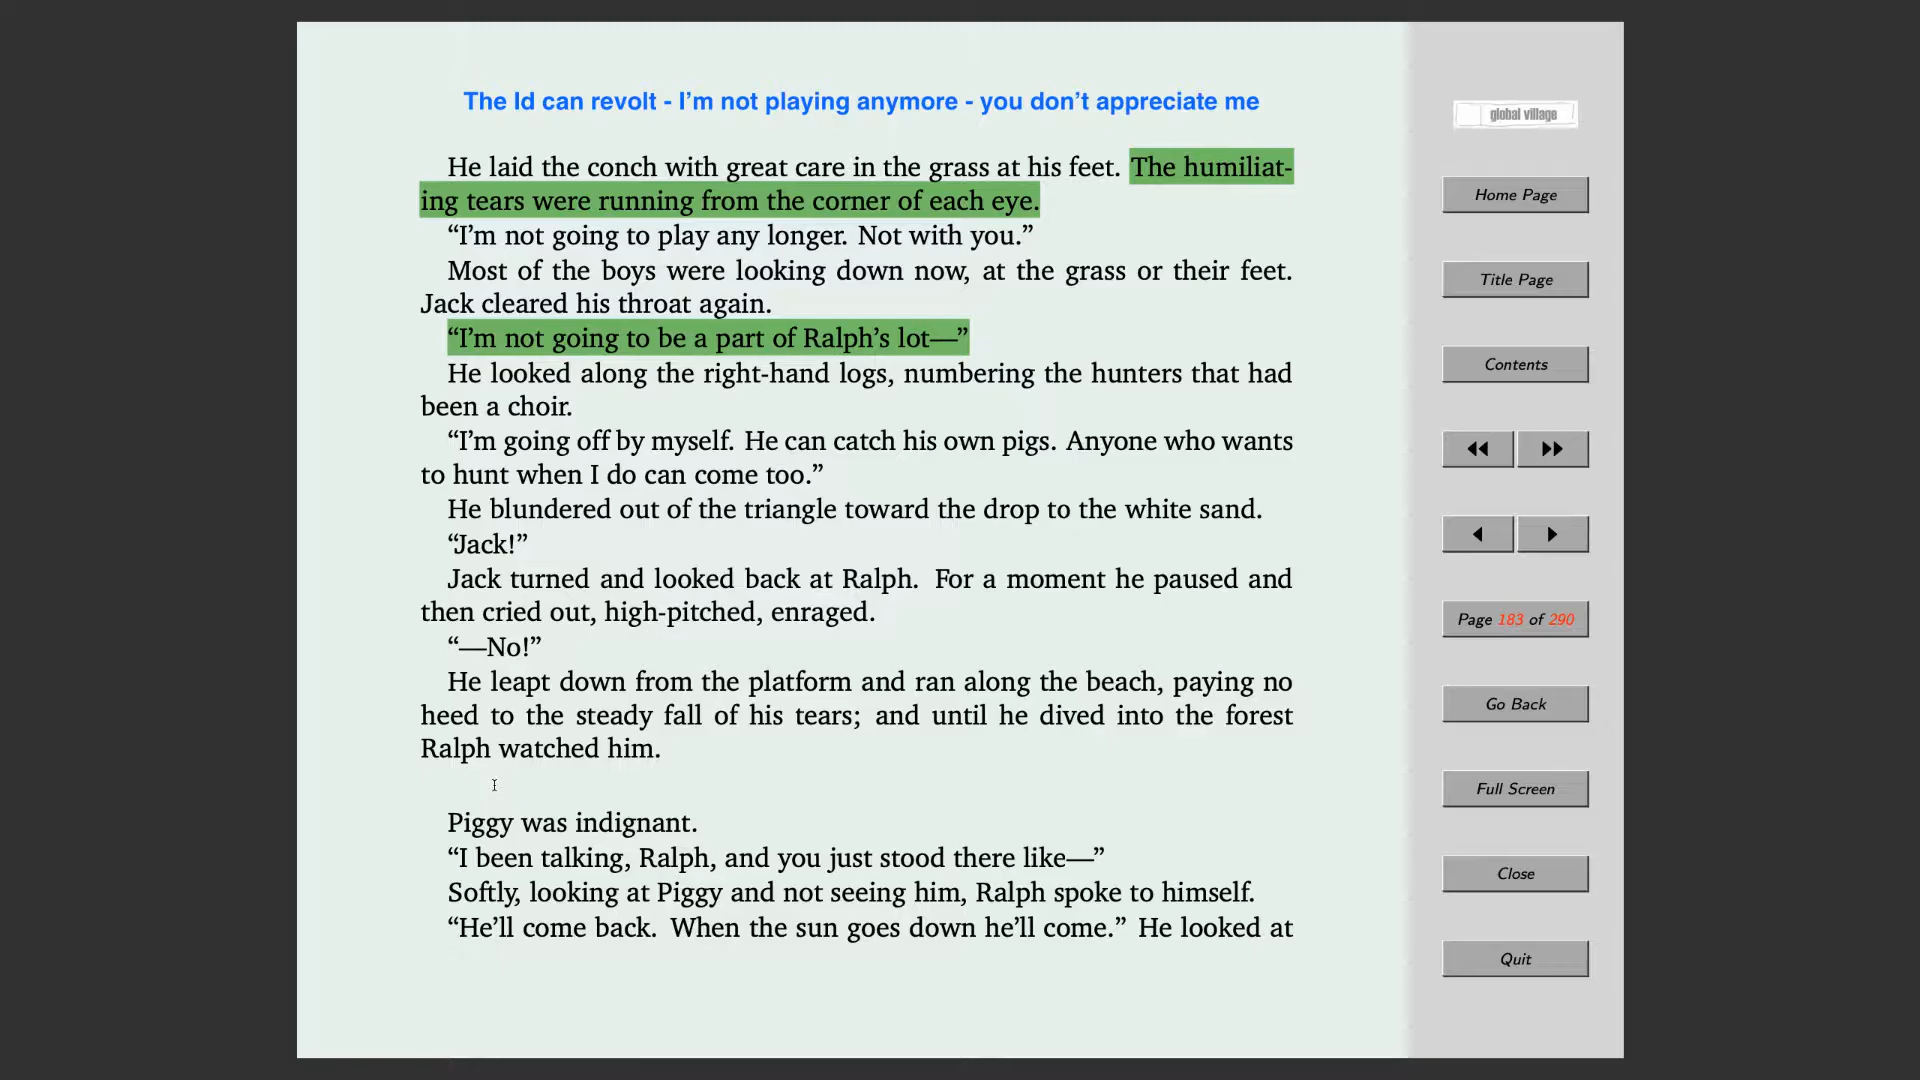 The Id can revolt - I'm not playing anymore - you don't appreciate me
He laid the conch with great care in the grass at his feet. The humiliat-
ing tears were running from the corner of each eye.
“I'm not going to play any longer. Not with you.”
Most of the boys were looking down now, at the grass or their feet.
Jack cleared his throat again.
“I'm not going to be a part of Ralph's lot—”
He looked along the right-hand logs, numbering the hunters that had
been a choir.
“I'm going off by myself. He can catch his own pigs. Anyone who wants
to hunt when I do can come too.”
He blundered out of the triangle toward the drop to the white sand.
“Jack!”
Jack turned and looked back at Ralph. For a moment he paused and
then cried out, high-pitched, enraged.
“—No!”
He leapt down from the platform and ran along the beach, paying no
heed to the steady fall of his tears; and until he dived into the forest
Ralph watched him.
Piggy was indignant.
“I been talking, Ralph, and you just stood there like—”
Softly, looking at Piggy and not seeing him, Ralph spoke to himself.
“He'll come back. When the sun goes down he'll come.” He looked at
global village
Home Page
Title Page
Contents
Page 183 of 290
Go Back
Full Screen
Close
Quit